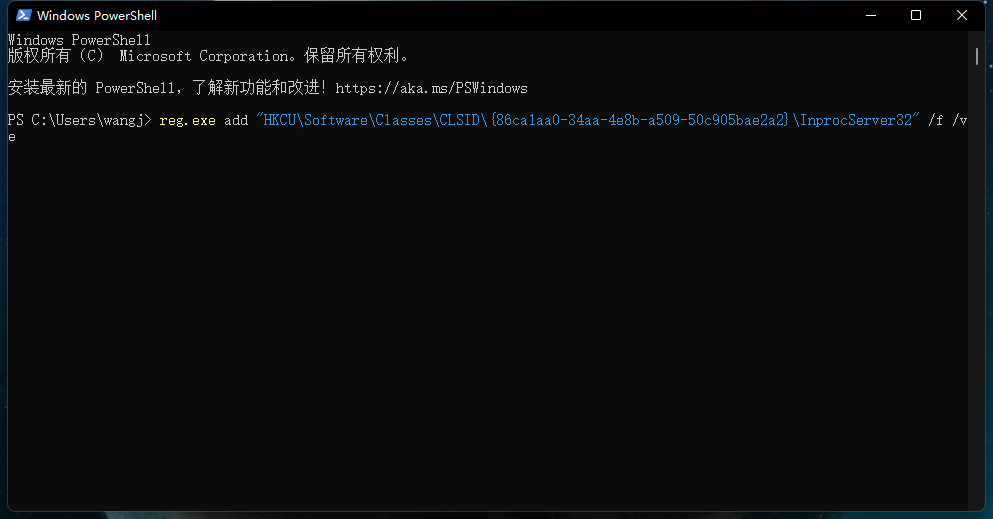 Windows PowerShell
Windows PowerShell
版权所有（C） Microsoft Corporation。保留所有权利。
安装最新的 PowerShell，了解新功能和改进！https://aka.ms/PSWindows
PS C:\Users\wangj> reg.exe add "HKCU\Software\Classes\CLSID\{86ca1aa0-34aa-4e8b-a509-50c905bae2a2}\InprocServer32" /f /v
e